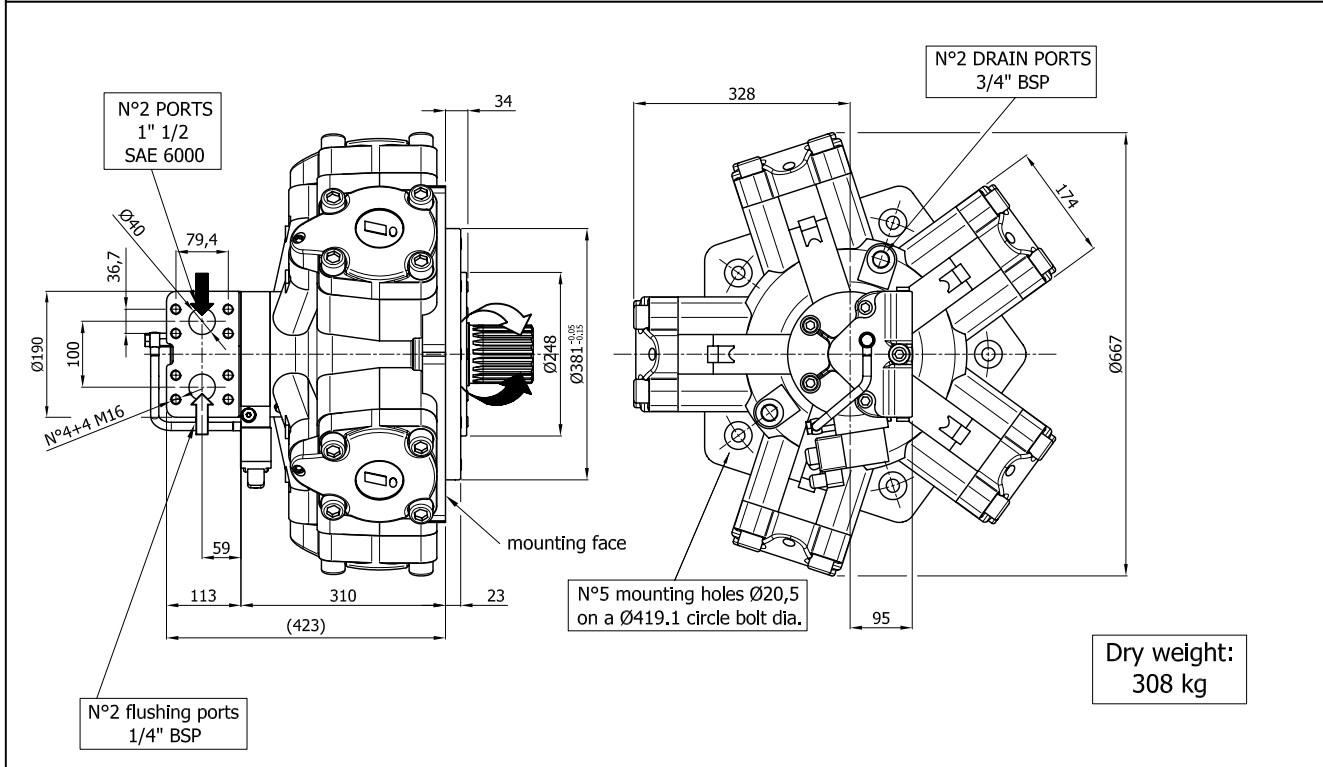 N°2 PORTS
1" 1/2
SAE 6000
N°2 DRAIN PORTS
3/4" BSP
34
328
174
Ø40
79,4
36,7
Ø190
100
N°4+4 M16
Ø248
Ø381 -0.05 -0.15
Ø667
59
mounting face
113
310
23
(423)
N°5 mounting holes Ø20,5
on a Ø419.1 circle bolt dia.
95
Dry weight:
308 kg
N°2 flushing ports
1/4" BSP